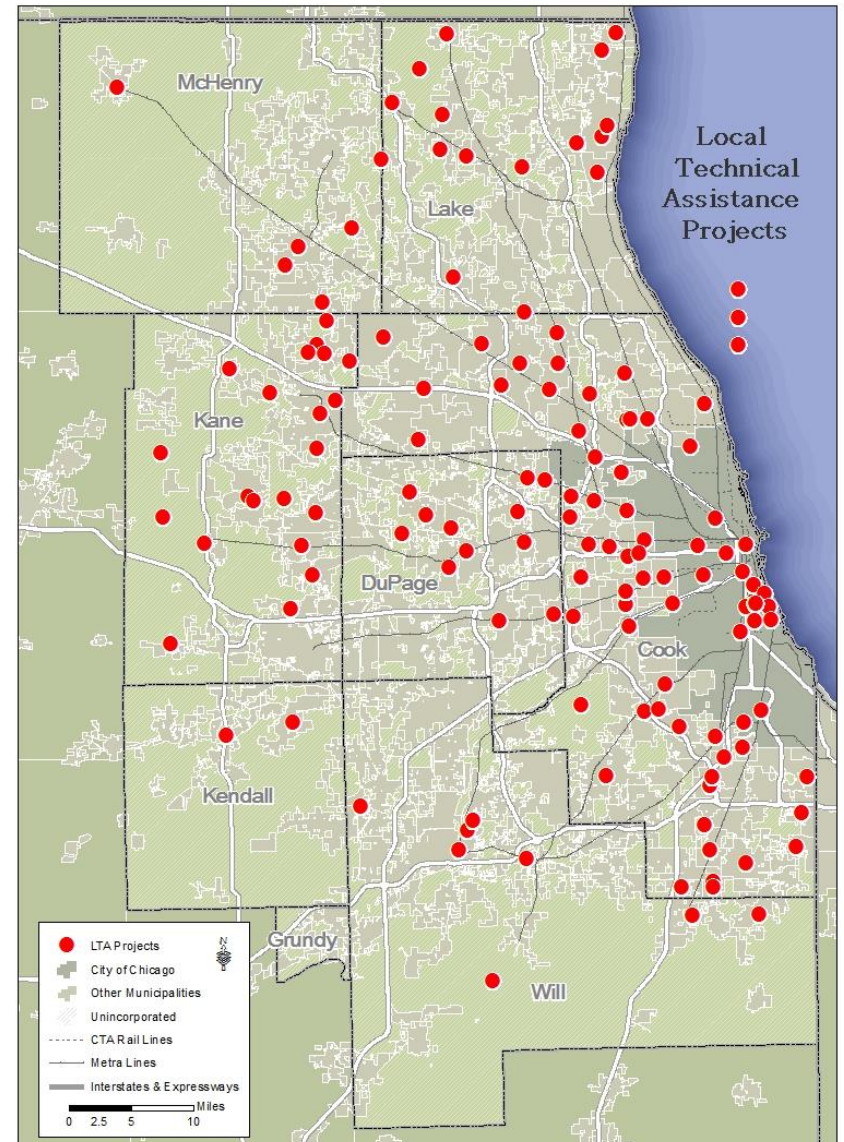 McHenry
Lake
Local
Technical
Assistance
Projects
Kane
DuPage
Cook
Kendall
Grundy
Will
LTA Projects
N
City of Chicago
Other Municipalities
Unincorporated
CTA Rail Lines
Metra Lines
Interstates & Expressways
Miles
0 2.5 5 10